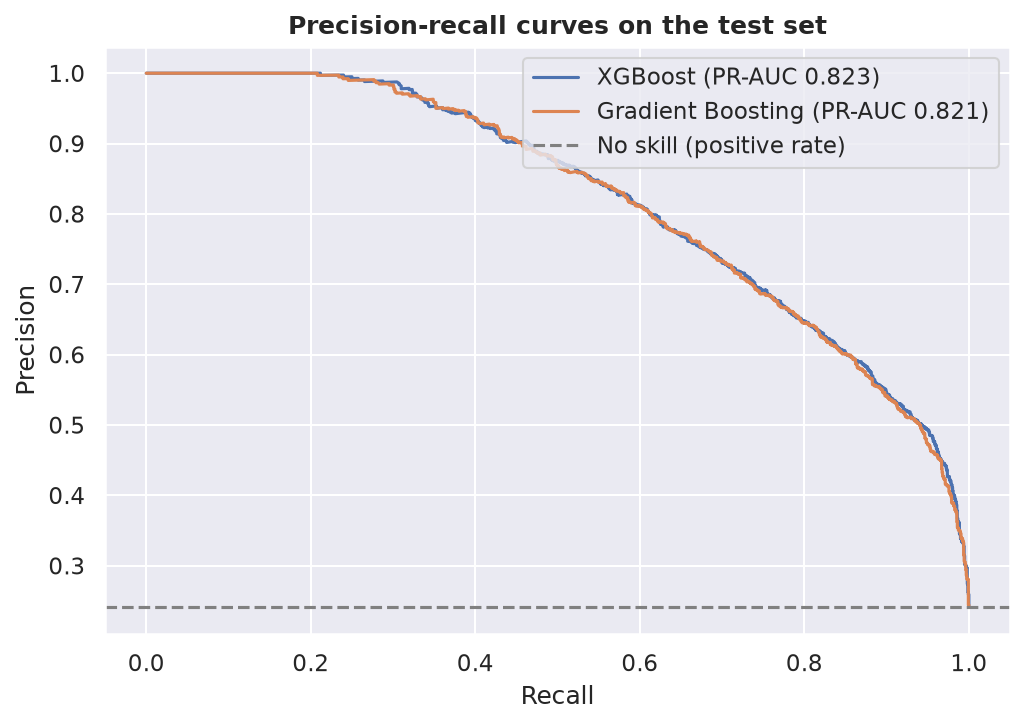 Precision-recall curves on the test set
XGBoost (PR-AUC 0.823)
Gradient Boosting (PR-AUC 0.821)
No skill (positive rate)
Precision
1.0
0.9
0.8
0.7
0.6
0.5
0.4
0.3
0.0 0.2 0.4 0.6 0.8 1.0
Recall